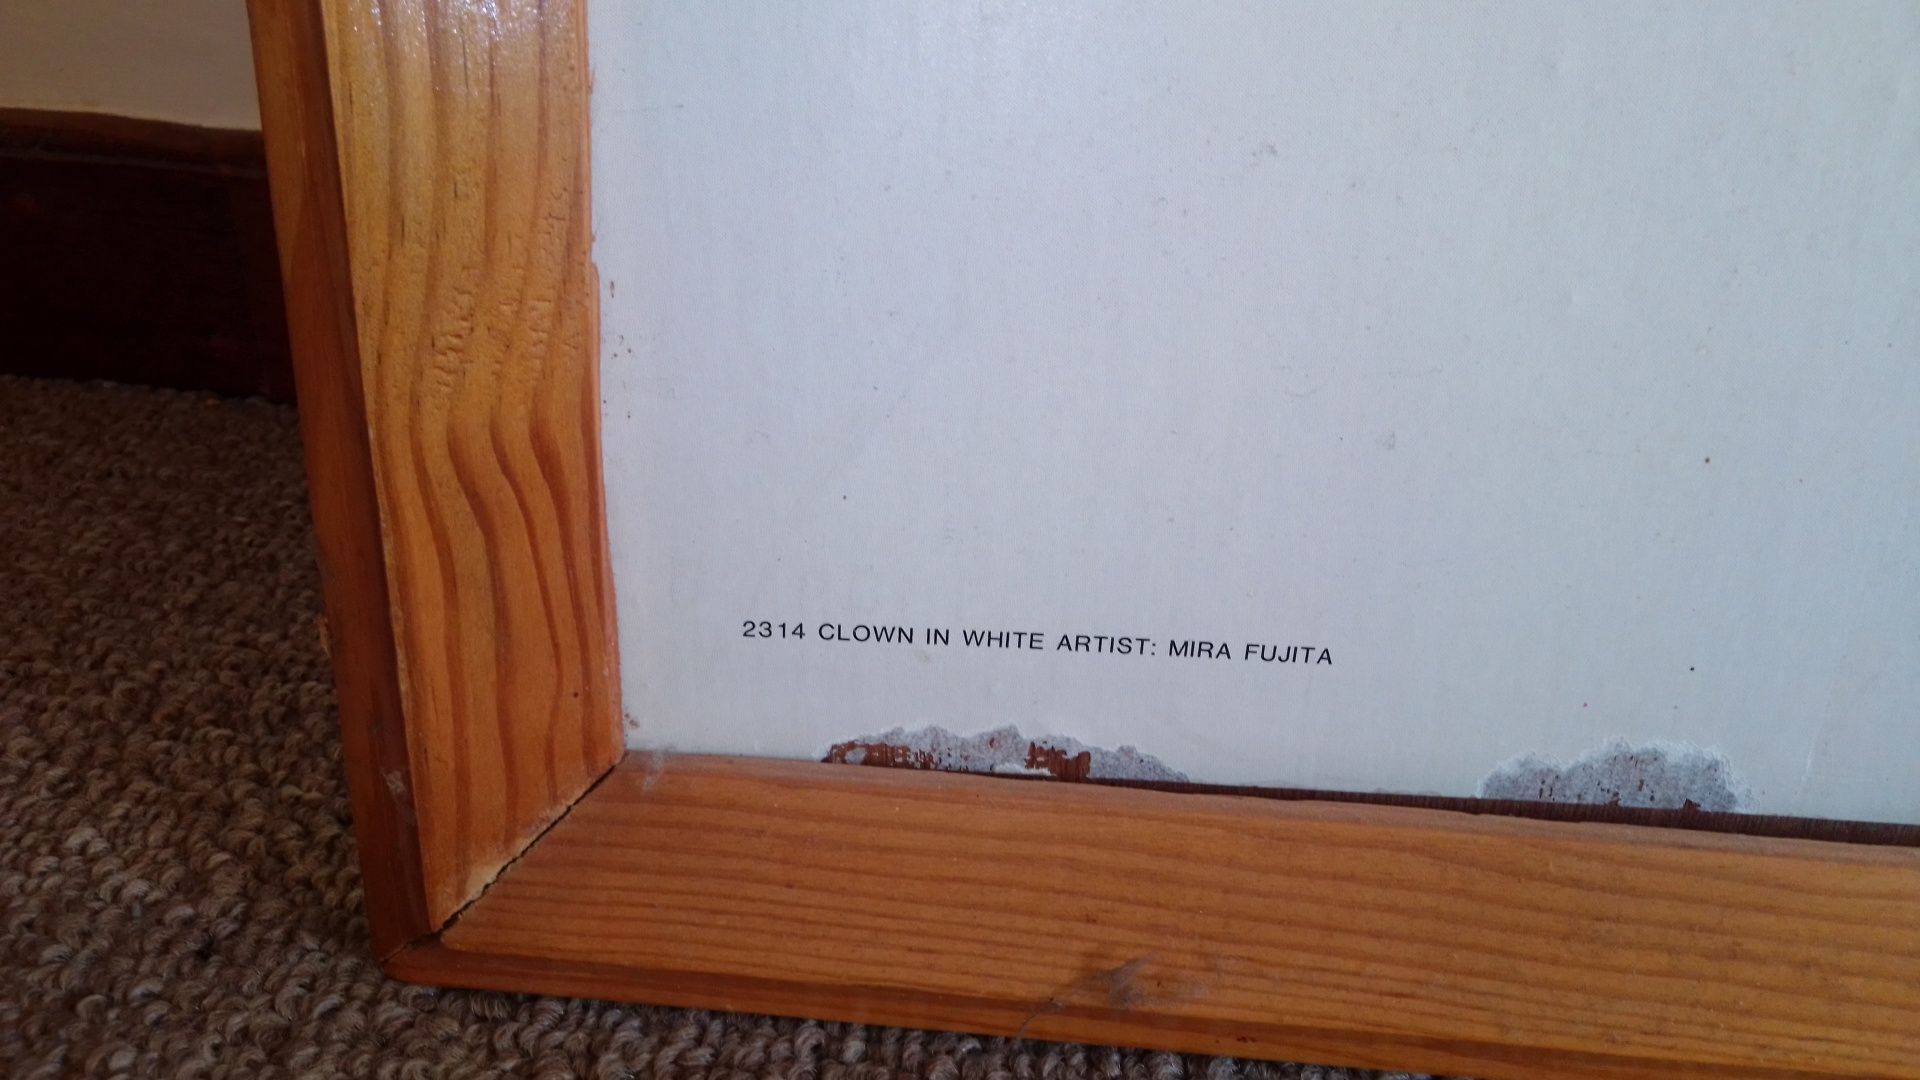 2314 CLOWN IN WHITE ARTIST: MIRA FUJITA